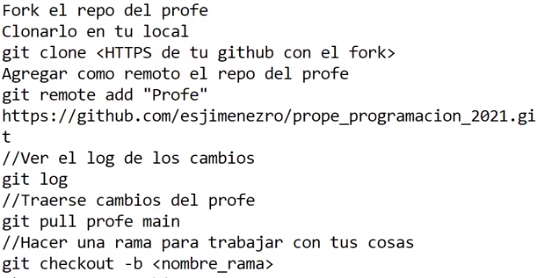 Fork el repo del profe
Clonarlo en tu local
git clone <HTTPS de tu github con el fork>
Agregar como remoto el repo del profe
git remote add "Profe"
https://github.com/esjimenezro/prope_programacion_2021.gi
t
//Ver el log de los cambios
git log
//Traerse cambios del profe
git pull profe main
//Hacer una rama para trabajar con tus cosas
git checkout -b <nombre_rama>